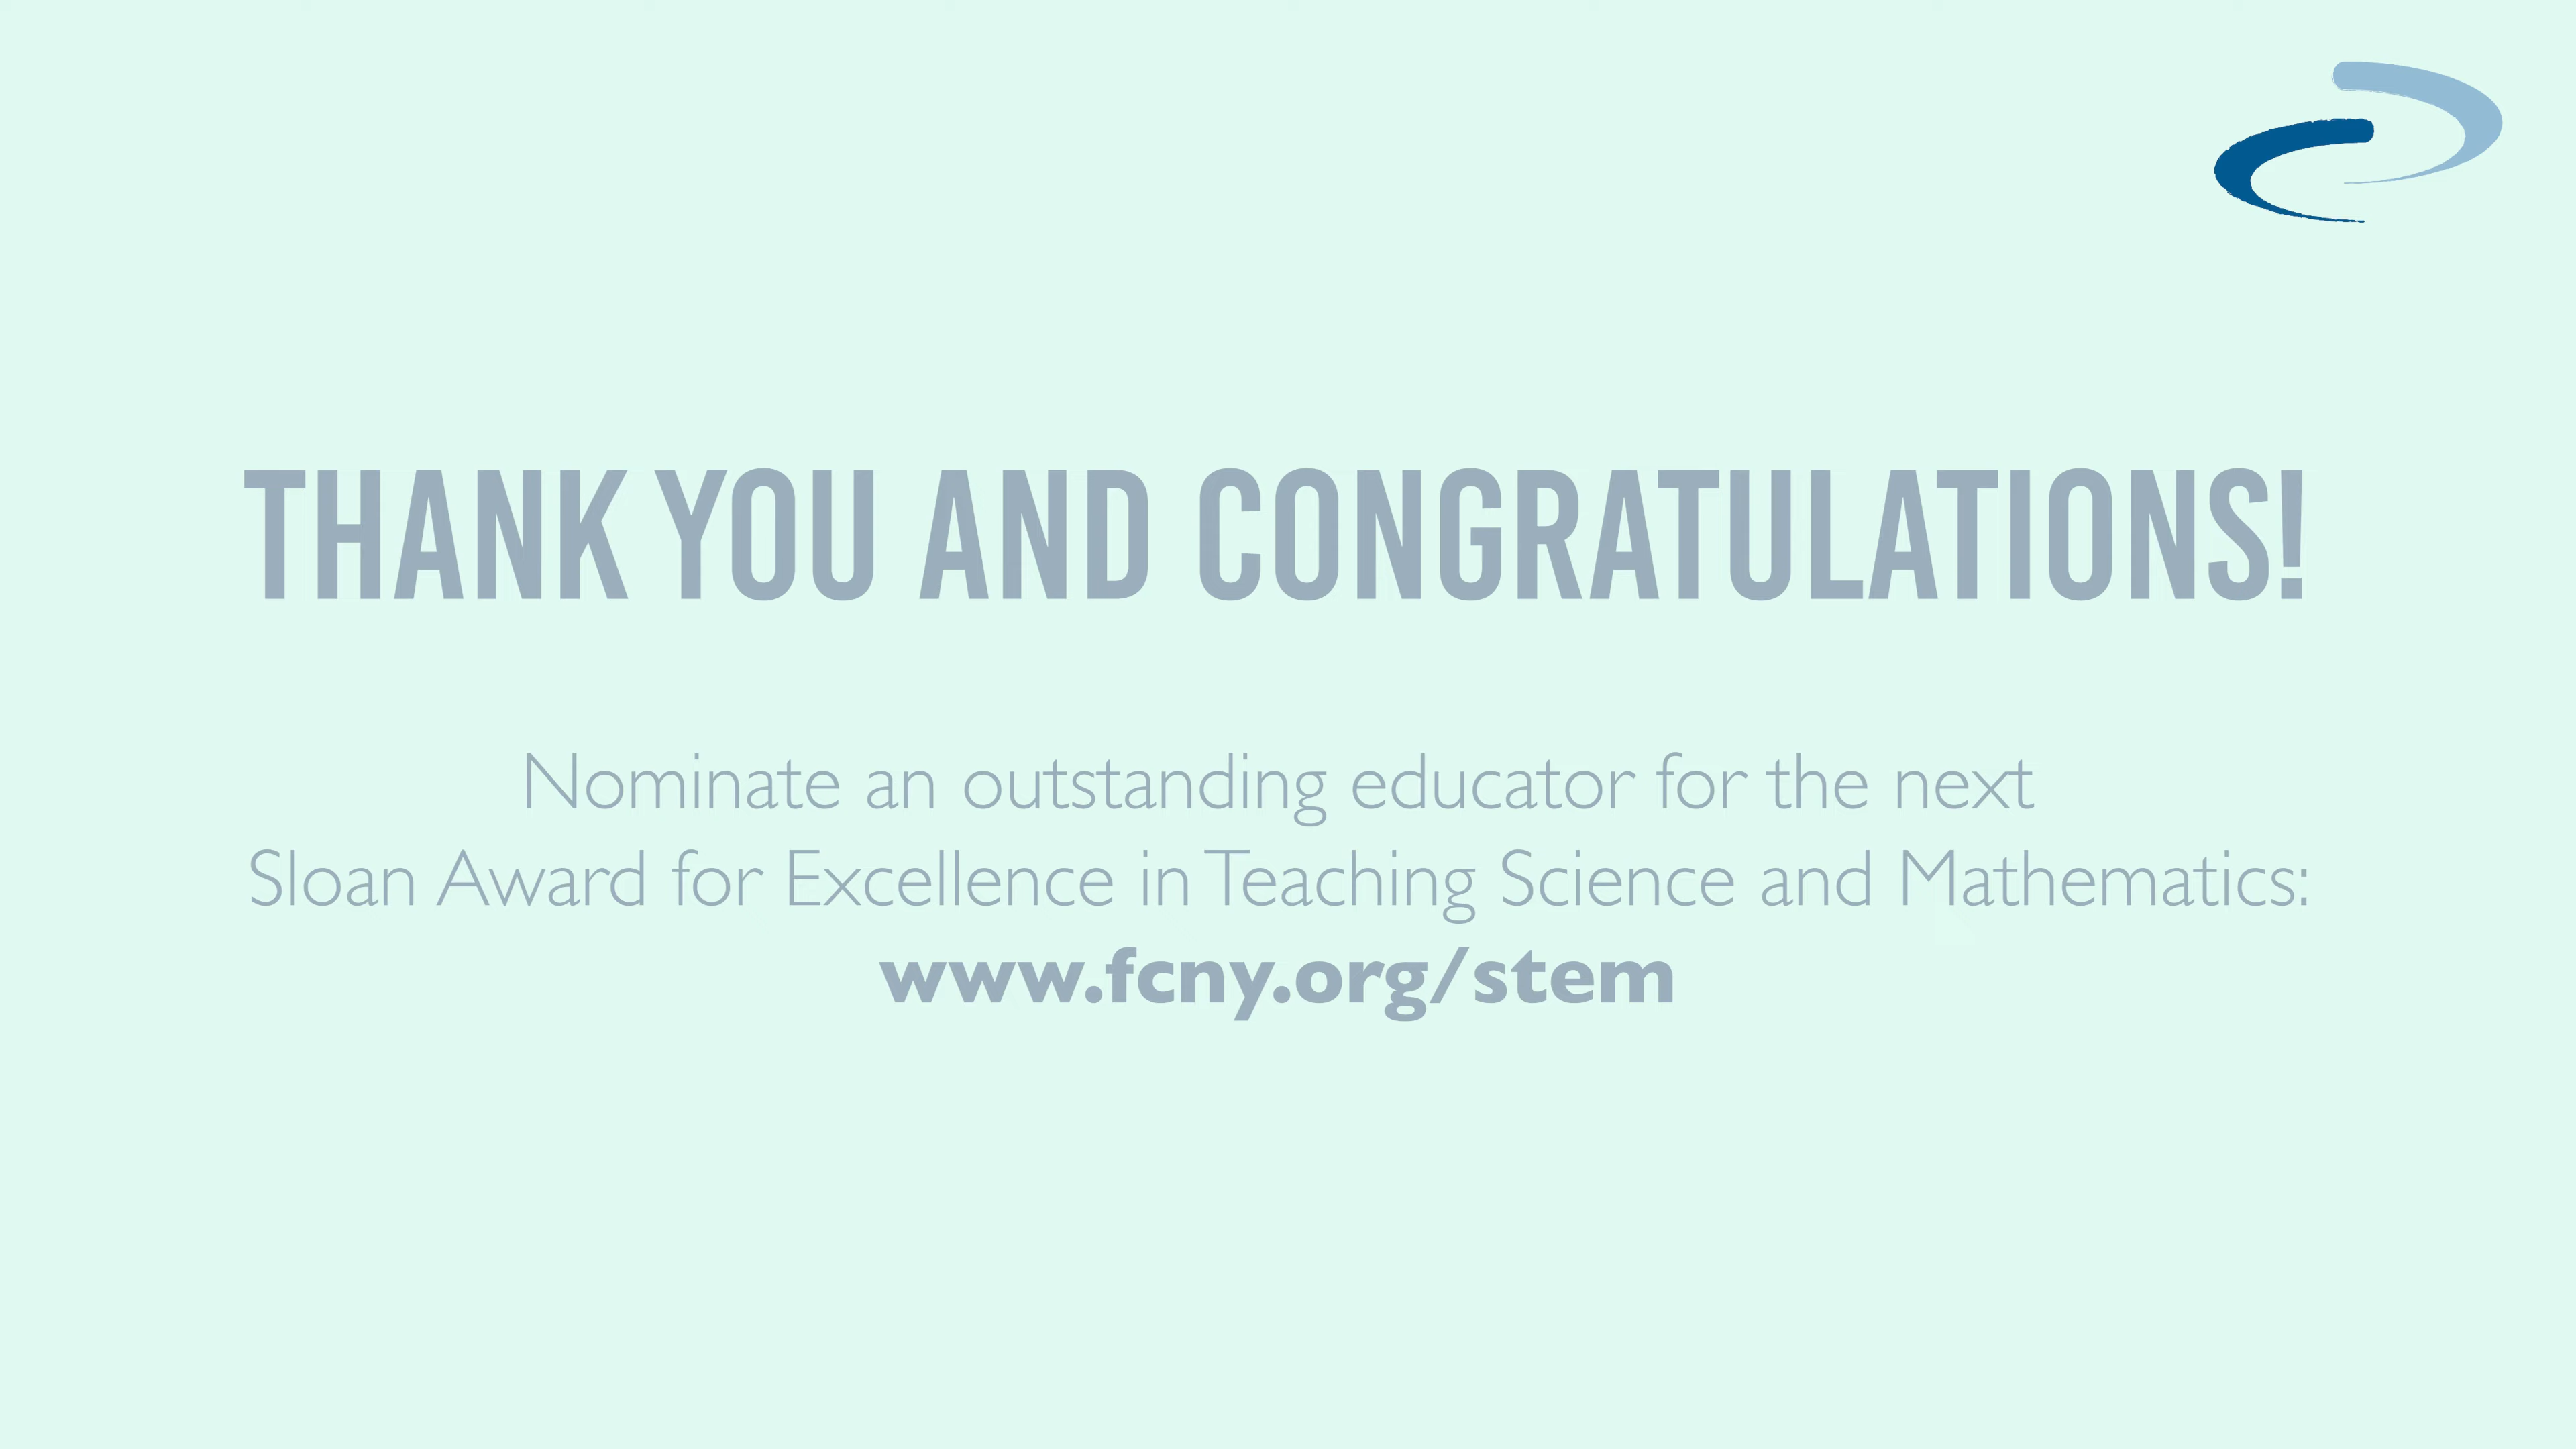 THANK YOU AND CONGRATULATIONS!
Nominate an outstanding educator for the next
Sloan Award for Excellence in Teaching Science and Mathematics:
www.fcny.org/stem